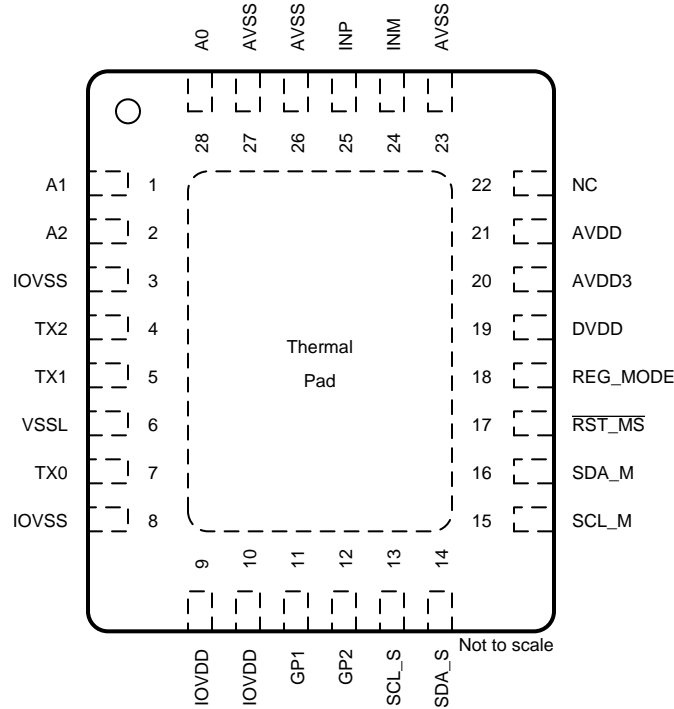 A0
AVSS
AVSS
INP
INM
AVSS
28
27
26
25
24
23
A1 1
A2 2
IOVSS 3
TX2 4
TX1 5
VSSL 6
TX0 7
IOVSS 8
Thermal
Pad
22 NC
21 AVDD
20 AVDD3
19 DVDD
18 REG_MODE
17 RST_MS
16 SDA_M
15 SCL_M
9
10
11
12
13
14
IOVDD
IOVDD
GP1
GP2
SCL_S
SDA_S
Not to scale